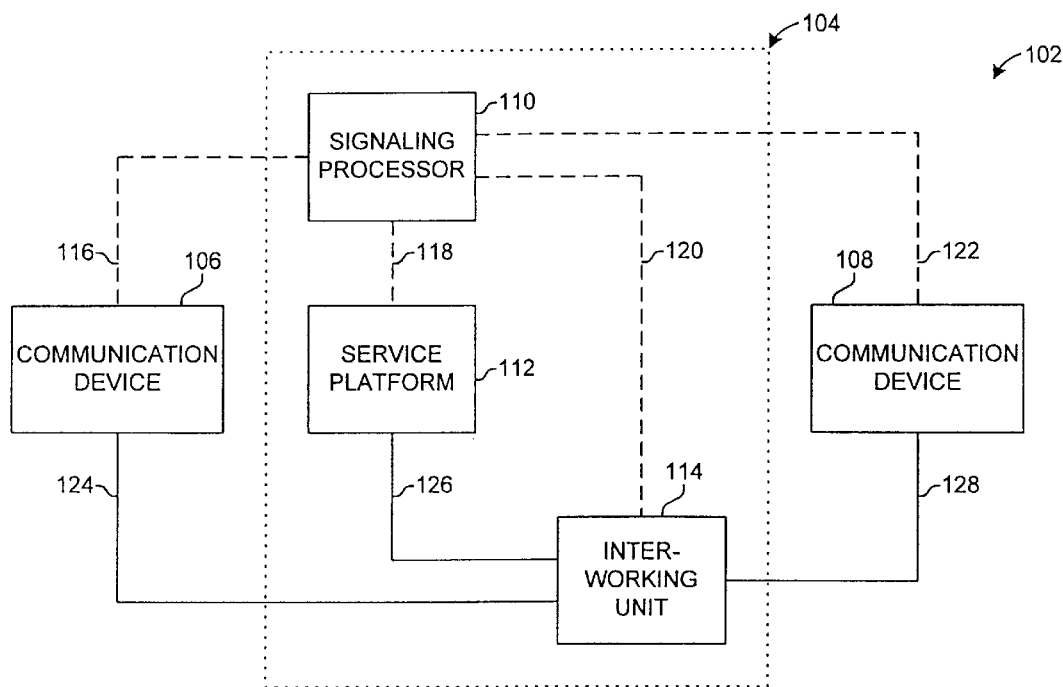 104
102
110
SIGNALING
PROCESSOR
116
106
118
120
108
122
COMMUNICATION
DEVICE
SERVICE
PLATFORM
112
COMMUNICATION
DEVICE
124
126
114
128
INTER-
WORKING
UNIT